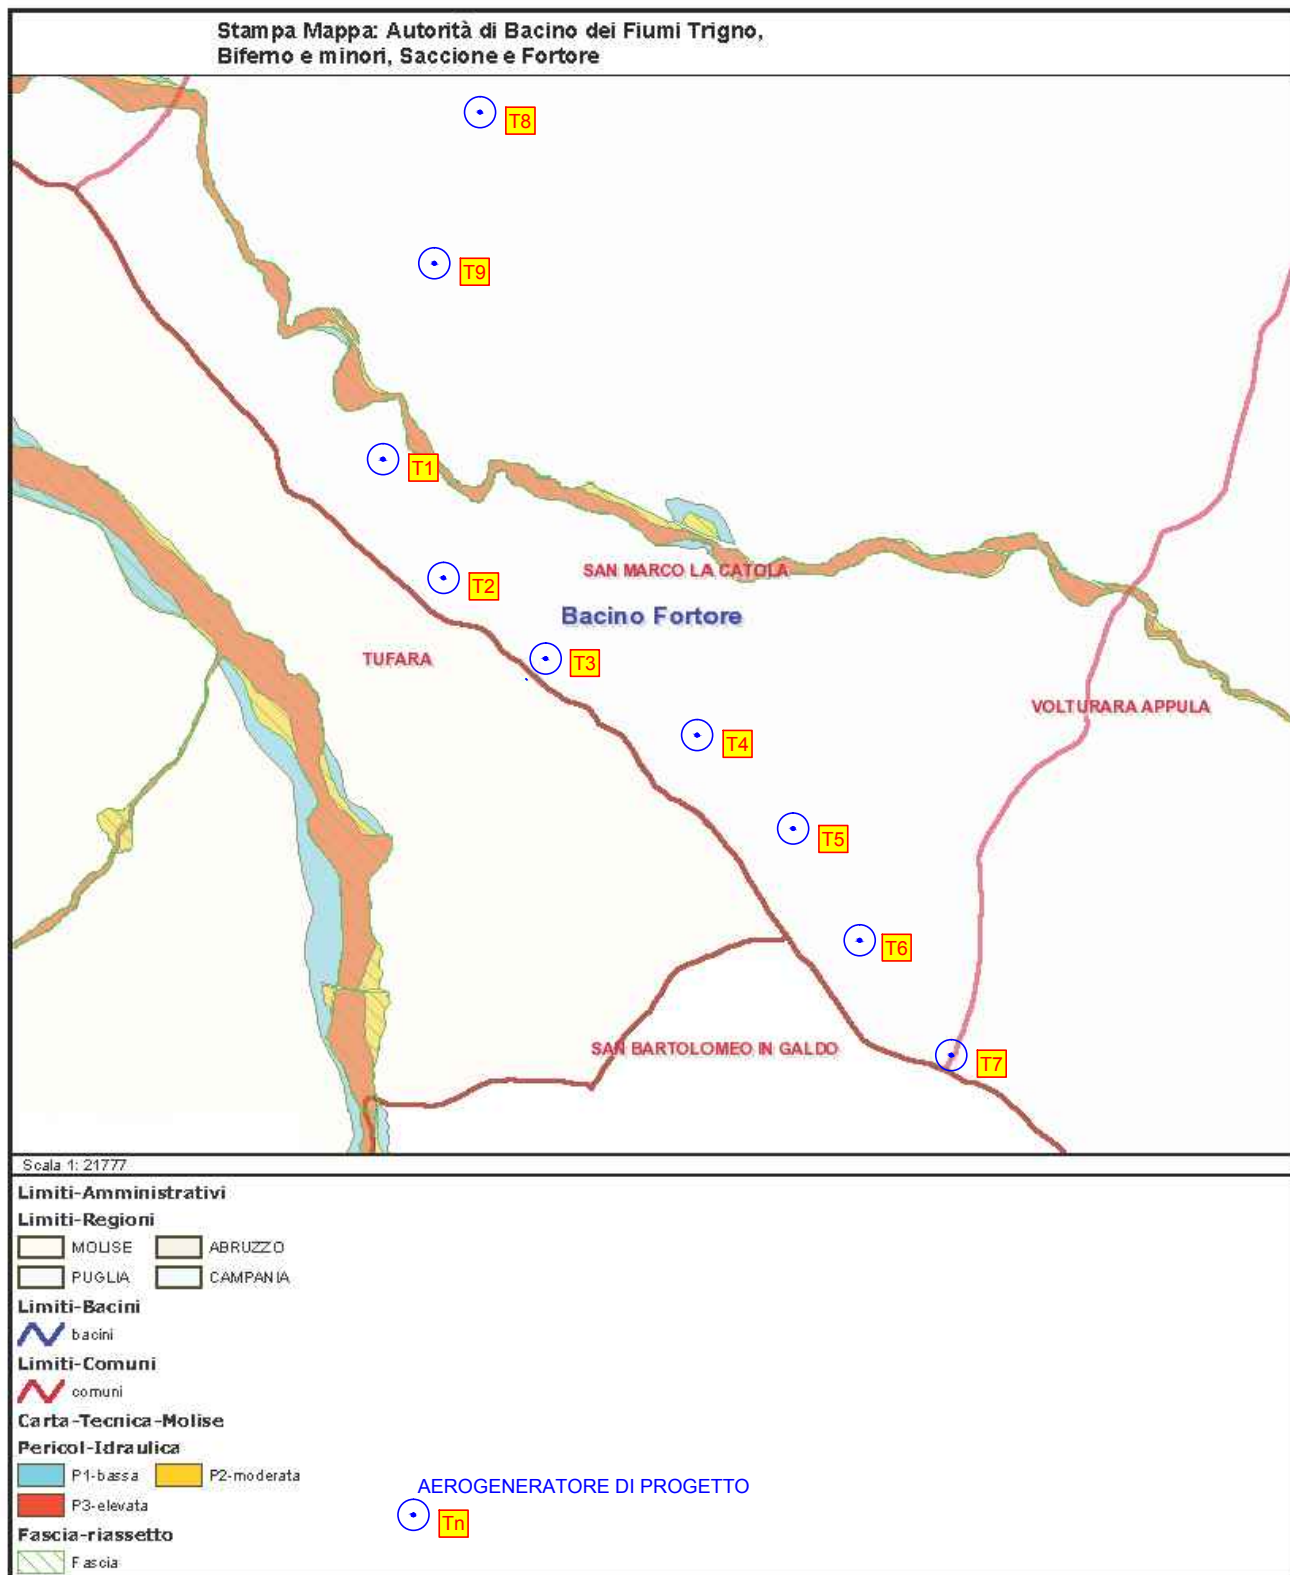 Stampa Mappa: Autorità di Bacino dei Fiumi Trigno,
Biferno e minori, Saccione e Fortore
T8
T9
T1
SAN MARCO LA CATOLA
T2
Bacino Fortore
TUFARA
T3
VOLTURARA APPULA
T4
T5
T6
SAN BARTOLOMEO IN GALDO
T7
Scala 1: 21777
Limiti-Amministrativi
Limiti-Regioni
MOLISE ABRUZZO
PUGLIA CAMPANIA
Limiti-Bacini
bacini
Limiti-Comuni
comuni
Carta-Tecnica-Molise
Pericol-Idraulica
P1-bassa P2-moderata
P3-elevata
Fascia-riassetto
Fascia
AEROGENERATORE DI PROGETTO
Tn